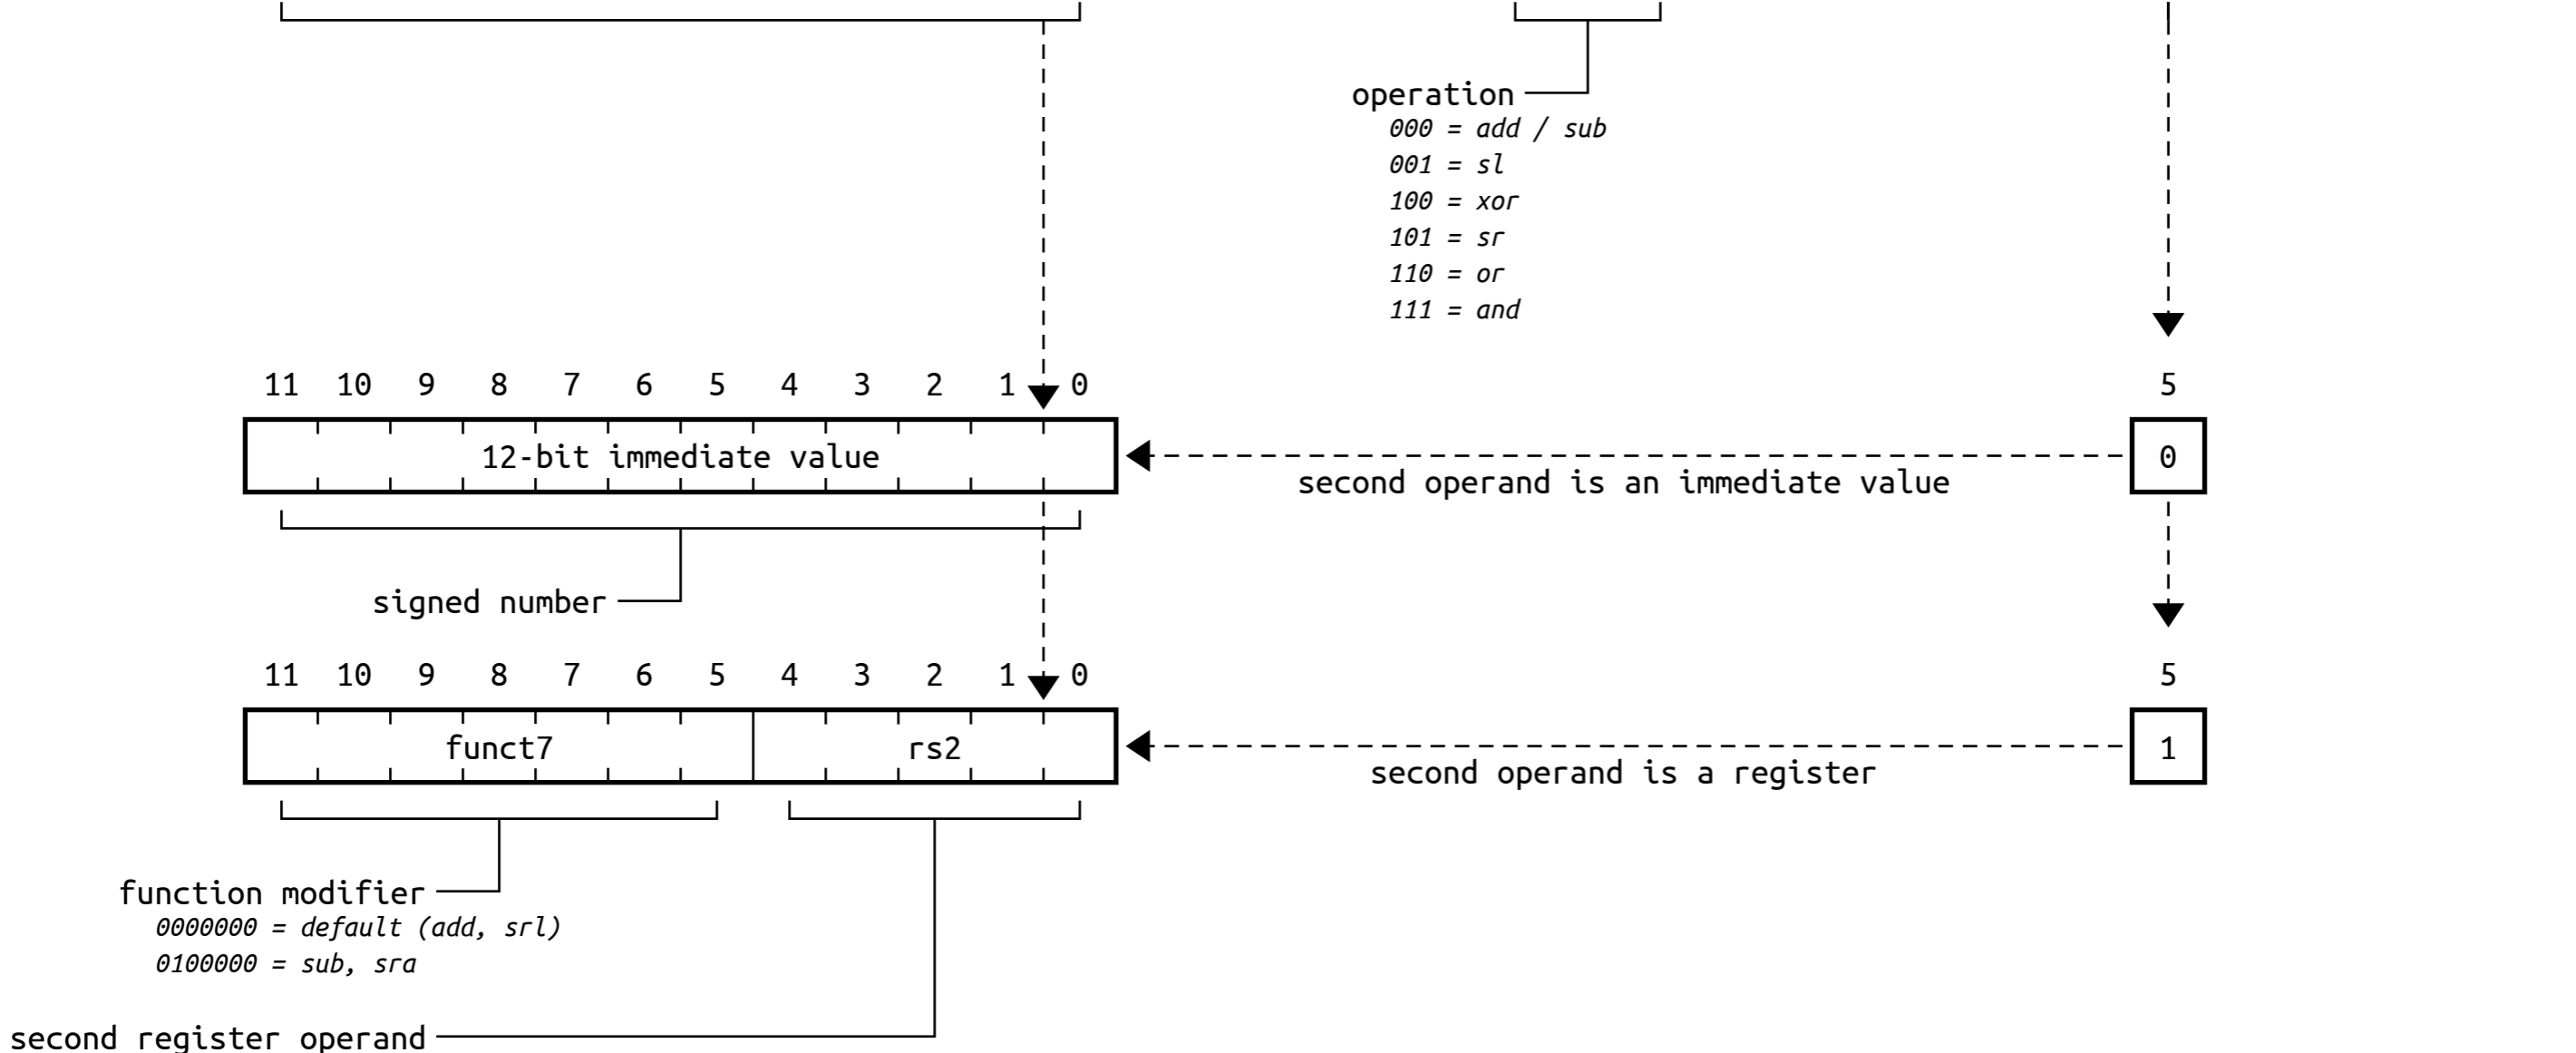 operation
000 = add / sub
001 = sl
100 = xor
101 = sr
110 = or
111 = and
11 10 9 8 7 6 5 4 3 2 1 0
5
12-bit immediate value
0
second operand is an immediate value
signed number
11 10 9 8 7 6 5 4 3 2 1 0
5
funct7
rs2
1
second operand is a register
function modifier
0000000 = default (add, srl)
0100000 = sub, sra
second register operand